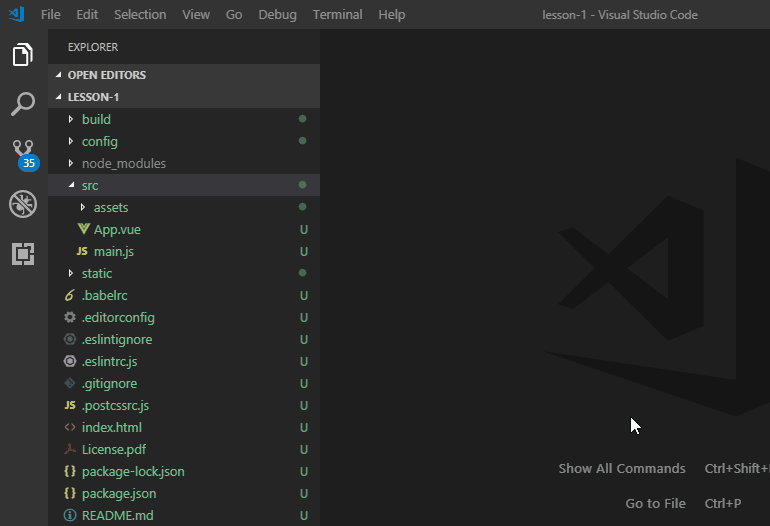 File Edit Selection View Go Debug Terminal Help lesson-1 - Visual Studio Code
EXPLORER
OPEN EDITORS
LESSON-1
build
config
node_modules
35
src
assets
App.vue U
JS main.js U
static
.babelrc U
.editorconfig U
.eslintignore U
.eslintrc.js U
.gitignore U
JS .postcssrc.js U
<> index.html U
License.pdf U
{} package-lock.json U
{} package.json U
README.md U
Show All Commands Ctrl+Shift+
Go to File Ctrl+P